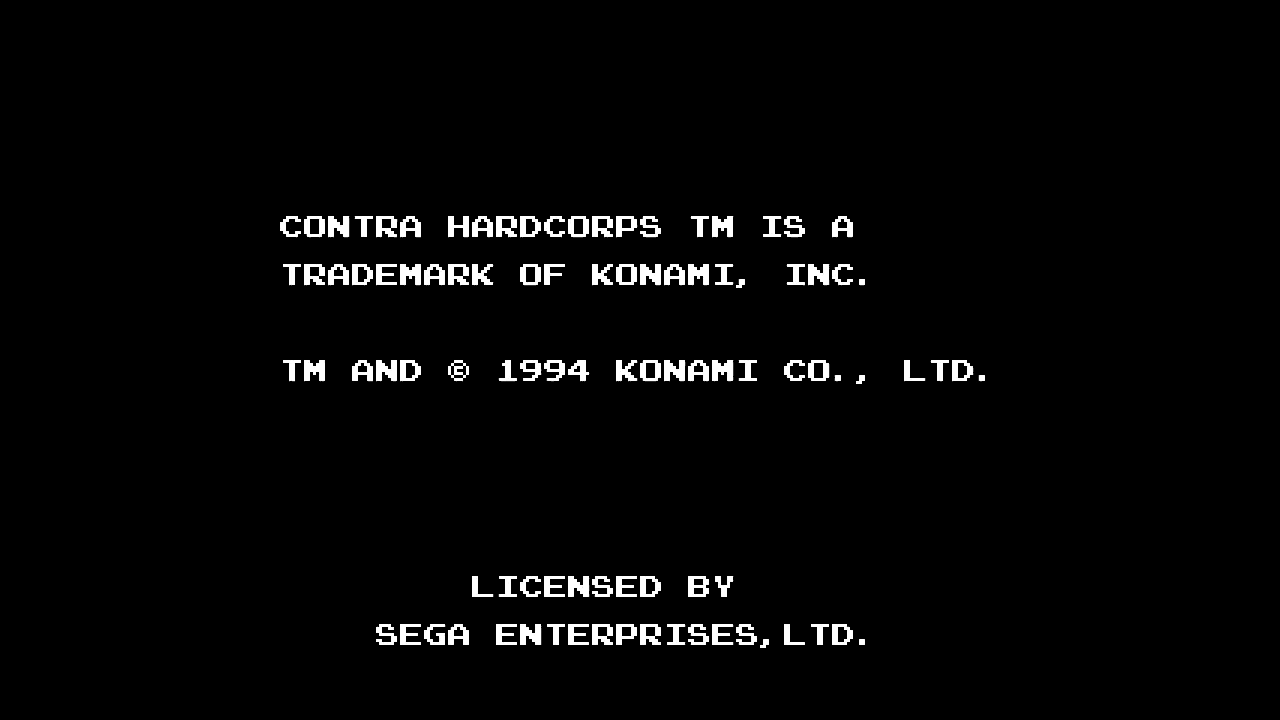 CONTRA HARDCORPS TM IS A
TRADEMARK OF KONAMI, INC.
TM AND © 1994 KONAMI CO., LTD.
LICENSED BY
SEGA ENTERPRISES,LTD.